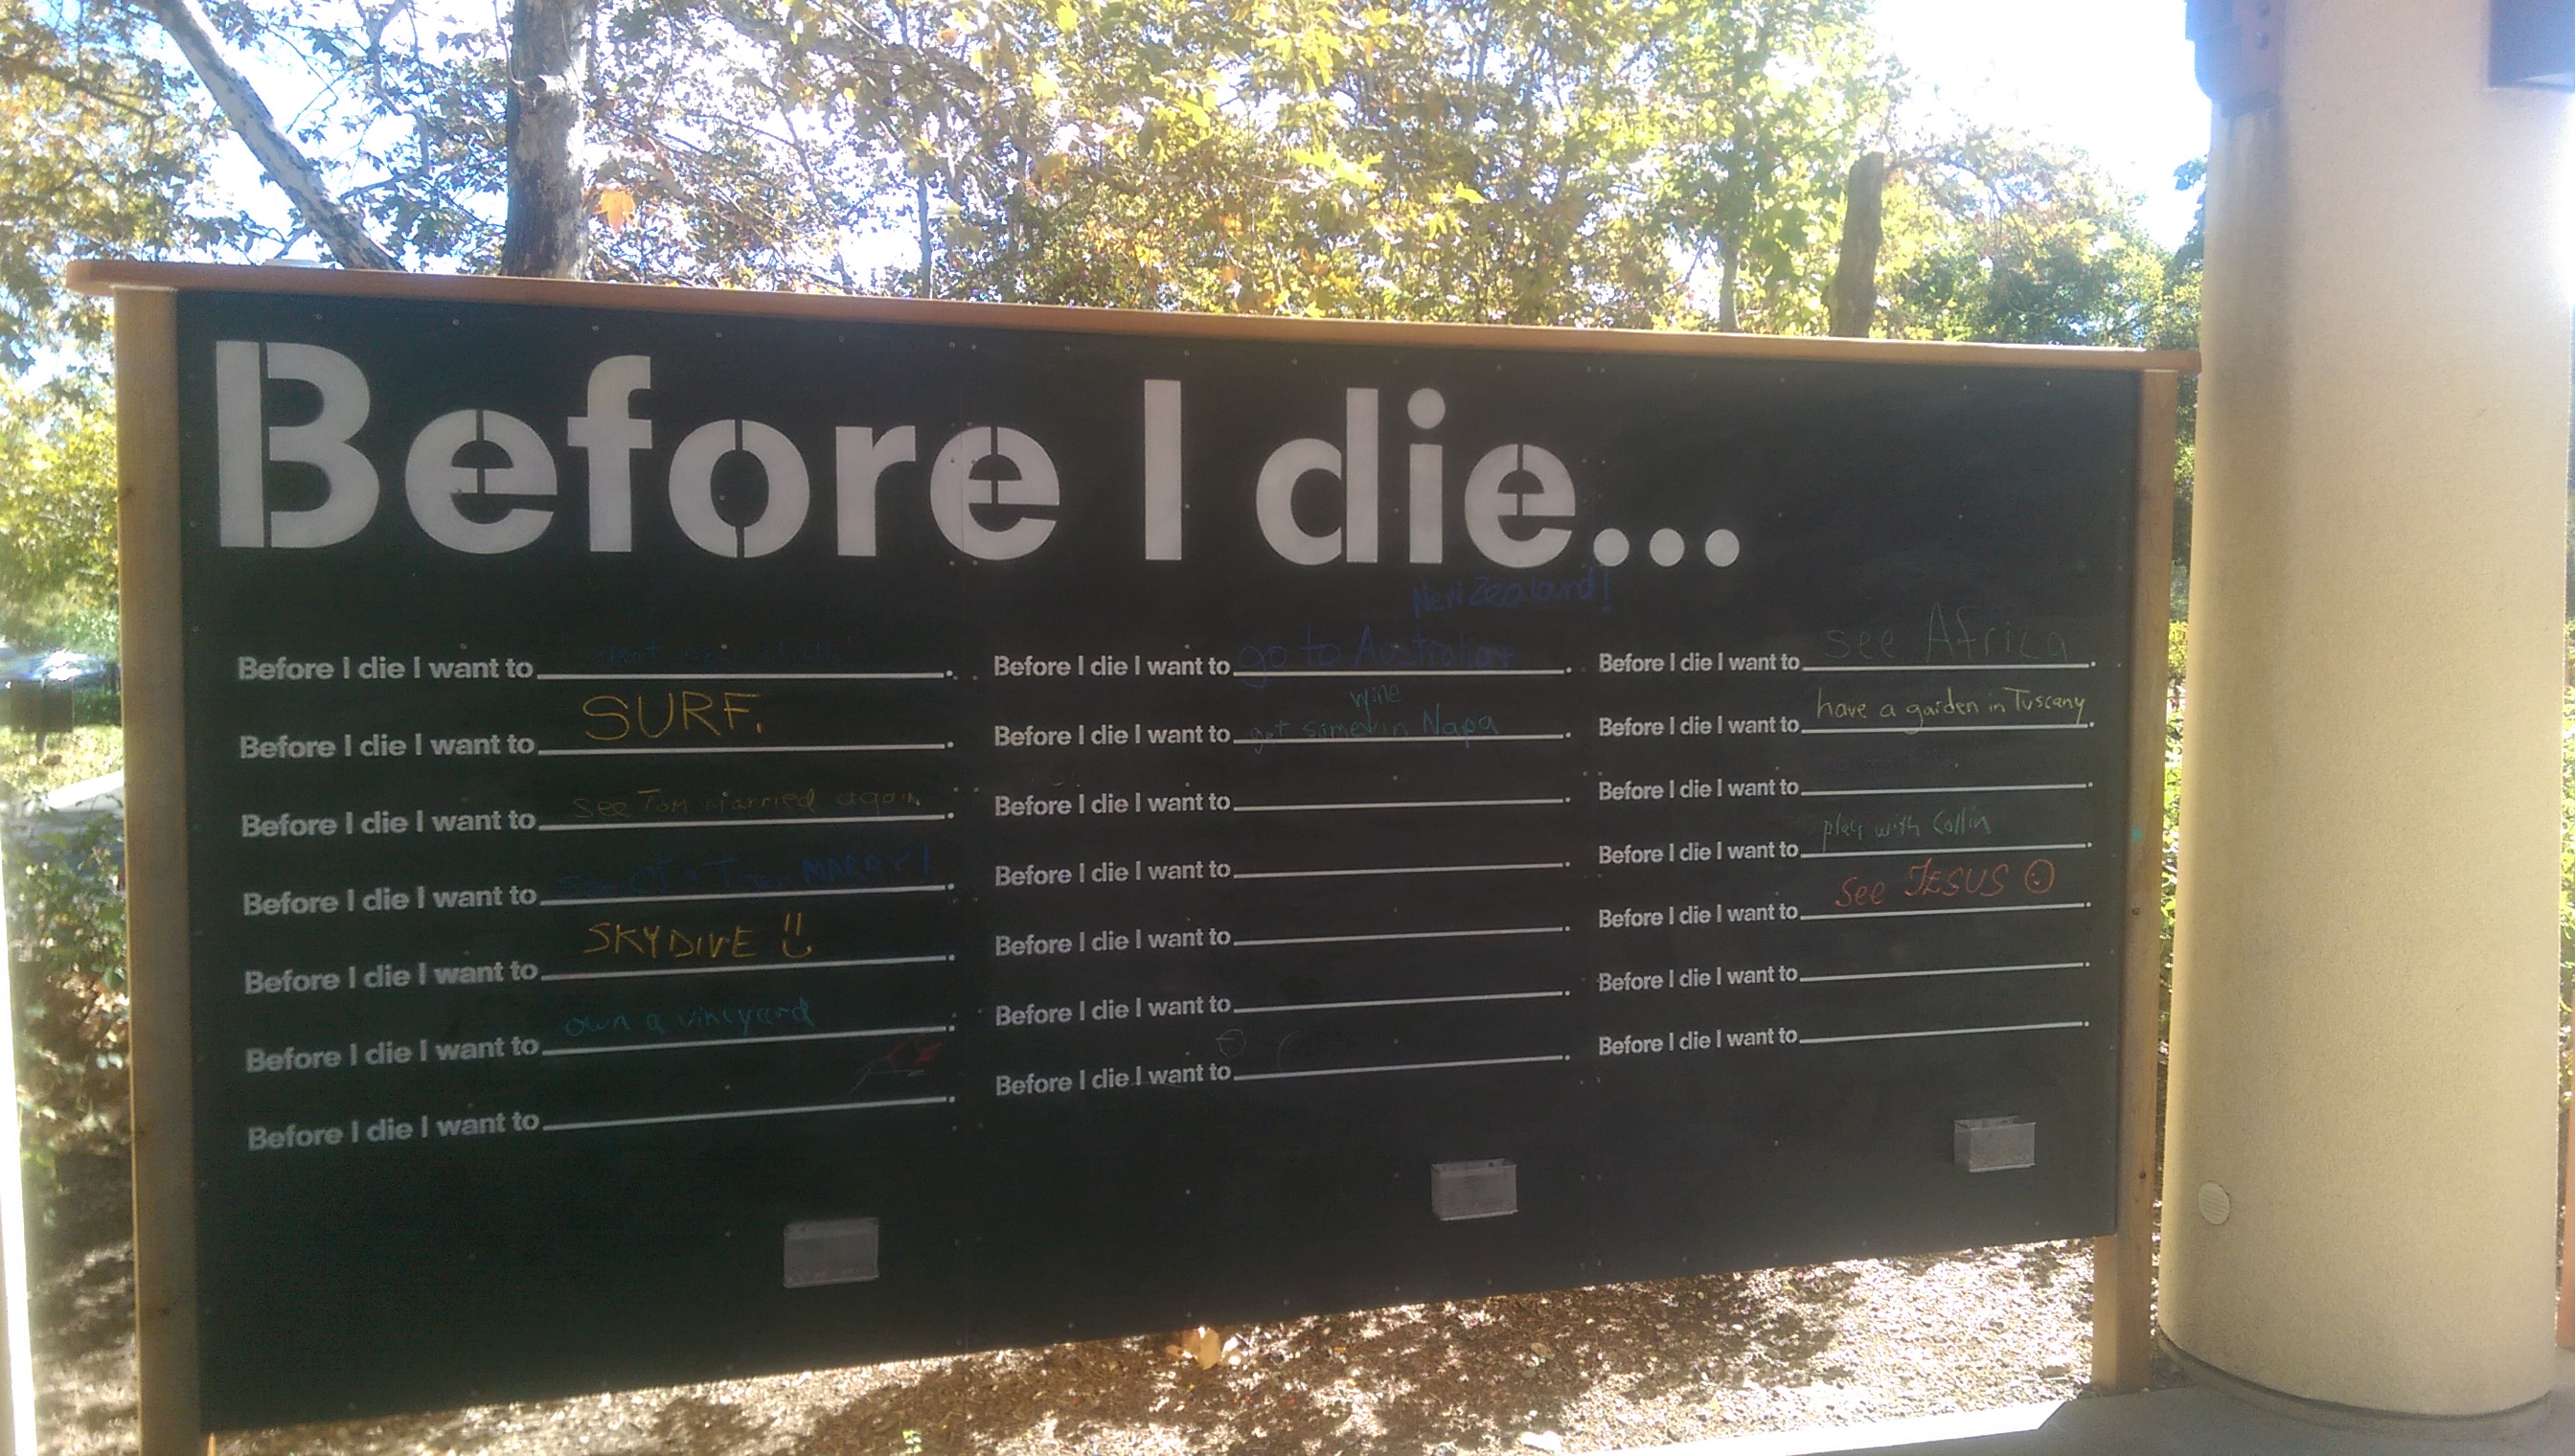 Before I die...
Before I die I want to want
Before I die I want to SURF.
Before I die I want to see Tom married again.
Before I die I want to MARRY!
Before I die I want to SKYDIVE
Before I die I want to own a vineyard
Before I die I want to
New Zealand!
Before I die I want to go to Australia
wine
Before I die I want to get some in Napa
Before I die I want to
Before I die I want to
Before I die I want to
Before I die I want to
Before I die I want to
Before I die I want to see Africa
Before I die I want to have a garden in Tuscany
Before I die I want to
Before I die I want to play with Collin
Before I die I want to See JESUS
Before I die I want to
Before I die I want to